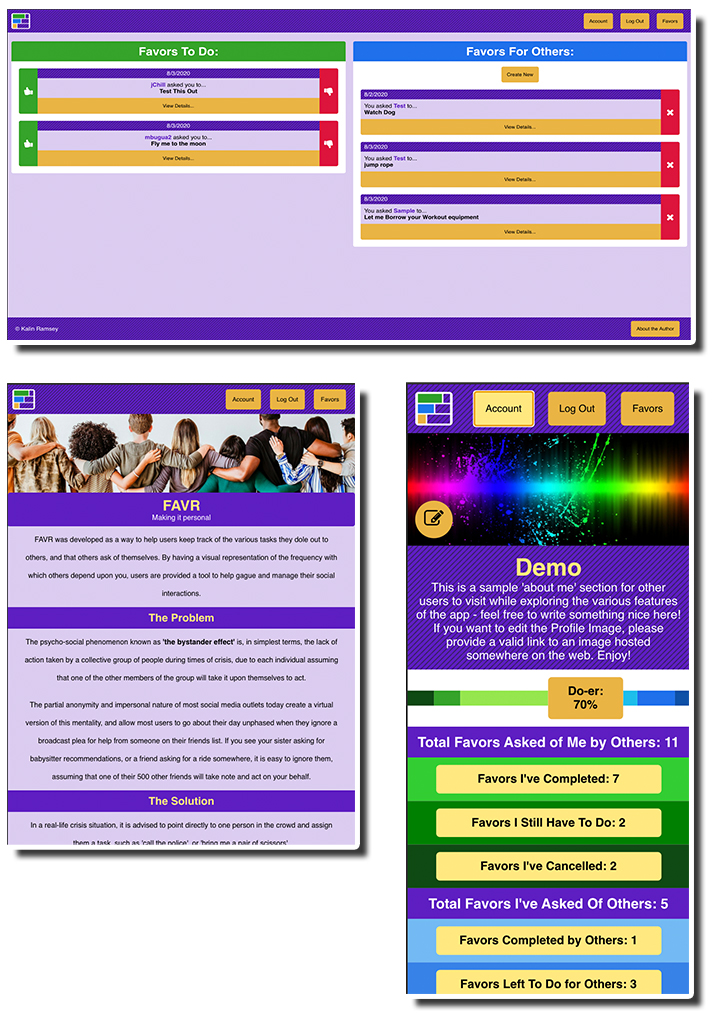 Account
Log Out
Favors
Favors To Do:
8/3/2020
jChill asked you to...
Test This Out
View Details...
8/3/2020
mbugua2 asked you to...
Fly me to the moon
View Details...
Favors For Others:
Create New
8/2/2020
You asked Test to...
Watch Dog
View Details...
8/3/2020
You asked Test to...
jump rope
View Details...
8/3/2020
You asked Sample to...
Let me Borrow your Workout equipment
View Details...
© Kalin Ramsey
About the Author
Account
Log Out
Favors
FAVR
Making it personal
FAVR was developed as a way to help users keep track of the various tasks they dole out to
others, and that others ask of themselves. By having a visual representation of the frequency with
which others depend upon you, users are provided a tool to help gague and manage their social
interactions.
The Problem
The psycho-social phenomenon known as 'the bystander effect' is, in simplest terms, the lack of
action taken by a collective group of people during times of crisis, due to each individual assuming
that one of the other members of the group will take it upon themselves to act.
The partial anonymity and impersonal nature of most social media outlets today create a virtual
version of this mentality, and allow most users to go about their day unphased when they ignore a
broadcast plea for help from someone on their friends list. If you see your sister asking for
babysitter recommendations, or a friend asking for a ride somewhere, it is easy to ignore them,
assuming that one of their 500 other friends will take note and act on your behalf.
The Solution
In a real-life crisis situation, it is advised to point directly to one person in the crowd and assign
them a task, such as 'call the police', or 'bring me a pair of scissors'.
Account
Log Out
Favors
Demo
This is a sample 'about me' section for other
users to visit while exploring the various features
of the app - feel free to write something nice here!
If you want to edit the Profile Image, please
provide a valid link to an image hosted
somewhere on the web. Enjoy!
Do-er:
70%
Total Favors Asked of Me by Others: 11
Favors I've Completed: 7
Favors I Still Have To Do: 2
Favors I've Cancelled: 2
Total Favors I've Asked Of Others: 5
Favors Completed by Others: 1
Favors Left To Do for Others: 3